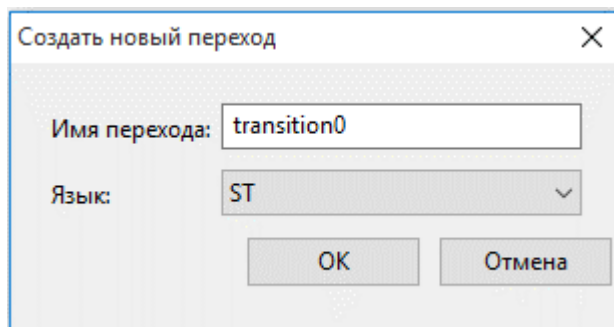 Создать новый переход
Имя перехода: transition0
Язык: ST
OK Отмена